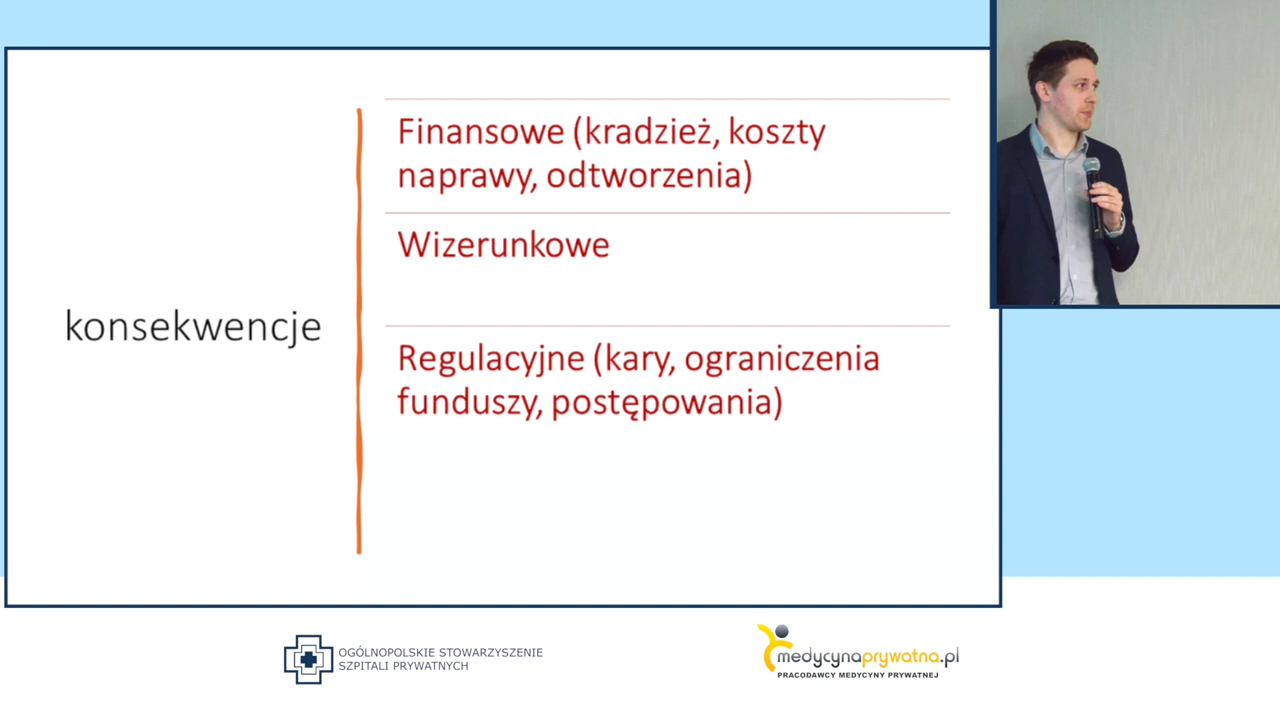 konsekwencje
Finansowe (kradzież, koszty
naprawy, odtworzenia)
Wizerunkowe
Regulacyjne (kary, ograniczenia
funduszy, postępowania)
OGÓLNOPOLSKIE STOWARZYSZENIE
SZPITALI PRYWATNYCH
medycynaprywatna.pl
PRACODAWCY MEDYCYNY PRYWATNEJ